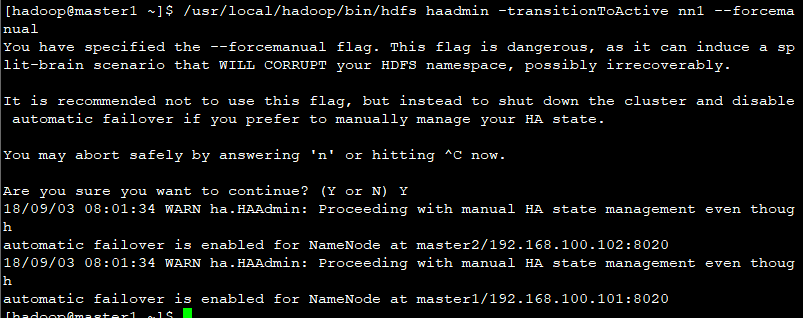 [hadoop@master1 ~]$ /usr/local/hadoop/bin/hdfs haadmin -transitionToActive nn1 --forcema
nual
You have specified the --forcemanual flag. This flag is dangerous, as it can induce a sp
lit-brain scenario that WILL CORRUPT your HDFS namespace, possibly irrecoverably.
It is recommended not to use this flag, but instead to shut down the cluster and disable
automatic failover if you prefer to manually manage your HA state.
You may abort safely by answering 'n' or hitting ^C now.
Are you sure you want to continue? (Y or N) Y
18/09/03 08:01:34 WARN ha.HAAdmin: Proceeding with manual HA state management even thoug
h
automatic failover is enabled for NameNode at master2/192.168.100.102:8020
18/09/03 08:01:34 WARN ha.HAAdmin: Proceeding with manual HA state management even thoug
h
automatic failover is enabled for NameNode at master1/192.168.100.101:8020
[hadoop@master1 ~]$